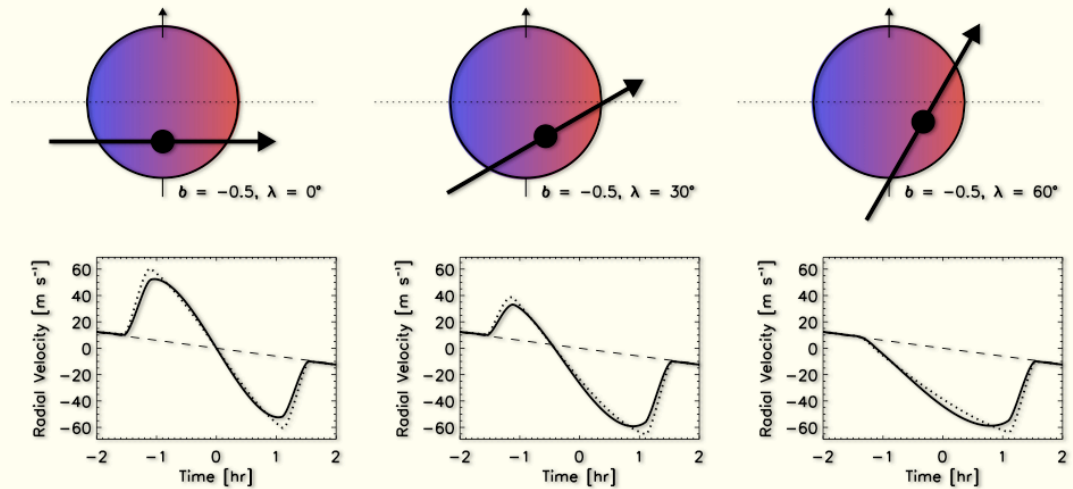 b = −0.5, λ = 0°
b = −0.5, λ = 30°
b = −0.5, λ = 60°
Radial Velocity [m s⁻¹]
60
40
20
0
−20
−40
−60
−2 −1 0 1 2
Time [hr]
Radial Velocity [m s⁻¹]
60
40
20
0
−20
−40
−60
−2 −1 0 1 2
Time [hr]
Radial Velocity [m s⁻¹]
60
40
20
0
−20
−40
−60
−2 −1 0 1 2
Time [hr]